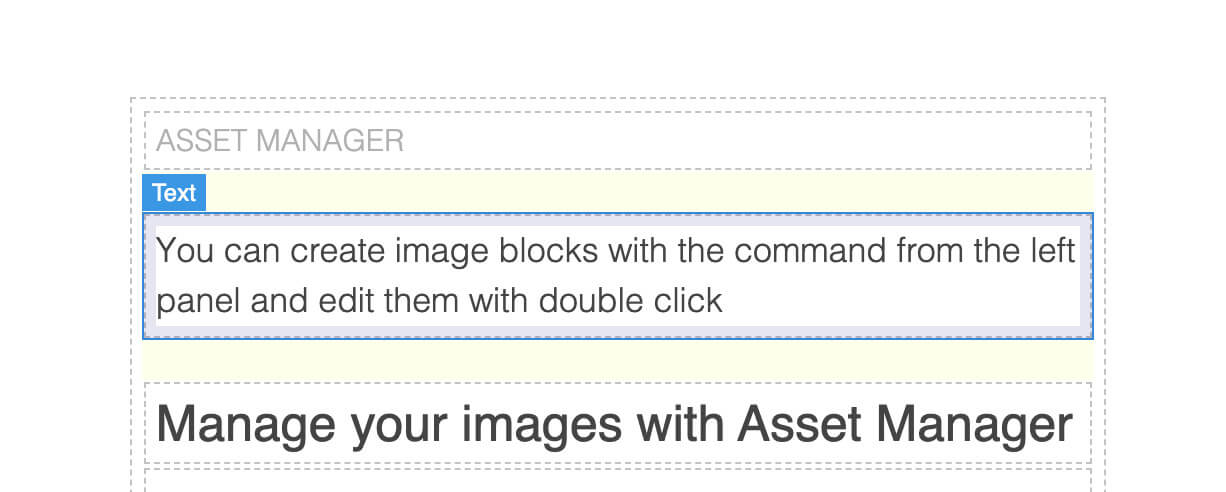 ASSET MANAGER
Text
You can create image blocks with the command from the left
panel and edit them with double click
Manage your images with Asset Manager